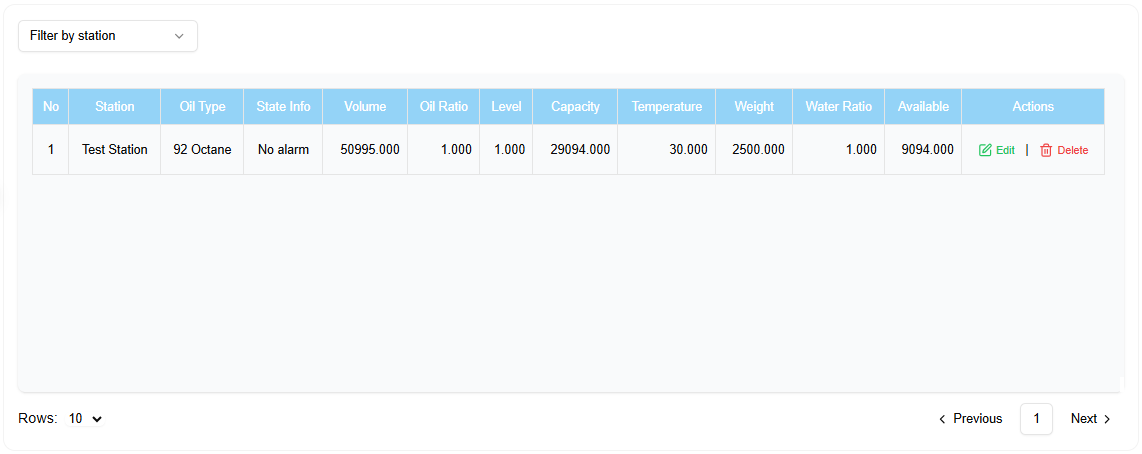 Filter by station
No Station Oil Type State Info Volume Oil Ratio Level Capacity Temperature Weight Water Ratio Available Actions
1 Test Station 92 Octane No alarm 50995.000 1.000 1.000 29094.000 30.000 2500.000 1.000 9094.000 Edit | Delete
Rows: 10 Previous 1 Next